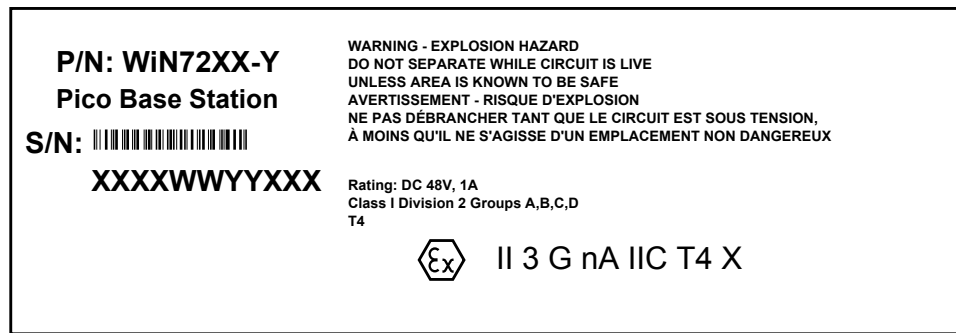 P/N: WiN72XX-Y
Pico Base Station
S/N:
XXXXWWYYXXX
WARNING - EXPLOSION HAZARD
DO NOT SEPARATE WHILE CIRCUIT IS LIVE
UNLESS AREA IS KNOWN TO BE SAFE
AVERTISSEMENT - RISQUE D'EXPLOSION
NE PAS DÉBRANCHER TANT QUE LE CIRCUIT EST SOUS TENSION,
À MOINS QU'IL NE S'AGISSE D'UN EMPLACEMENT NON DANGEREUX
Rating: DC 48V, 1A
Class I Division 2 Groups A,B,C,D
T4
Ex II 3 G nA IIC T4 X